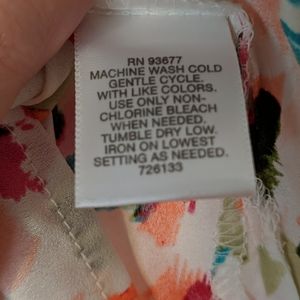 RN 93677
MACHINE WASH COLD
GENTLE CYCLE.
WITH LIKE COLORS.
USE ONLY NON-
CHLORINE BLEACH
WHEN NEEDED.
TUMBLE DRY LOW.
IRON ON LOWEST
SETTING AS NEEDED.
726133